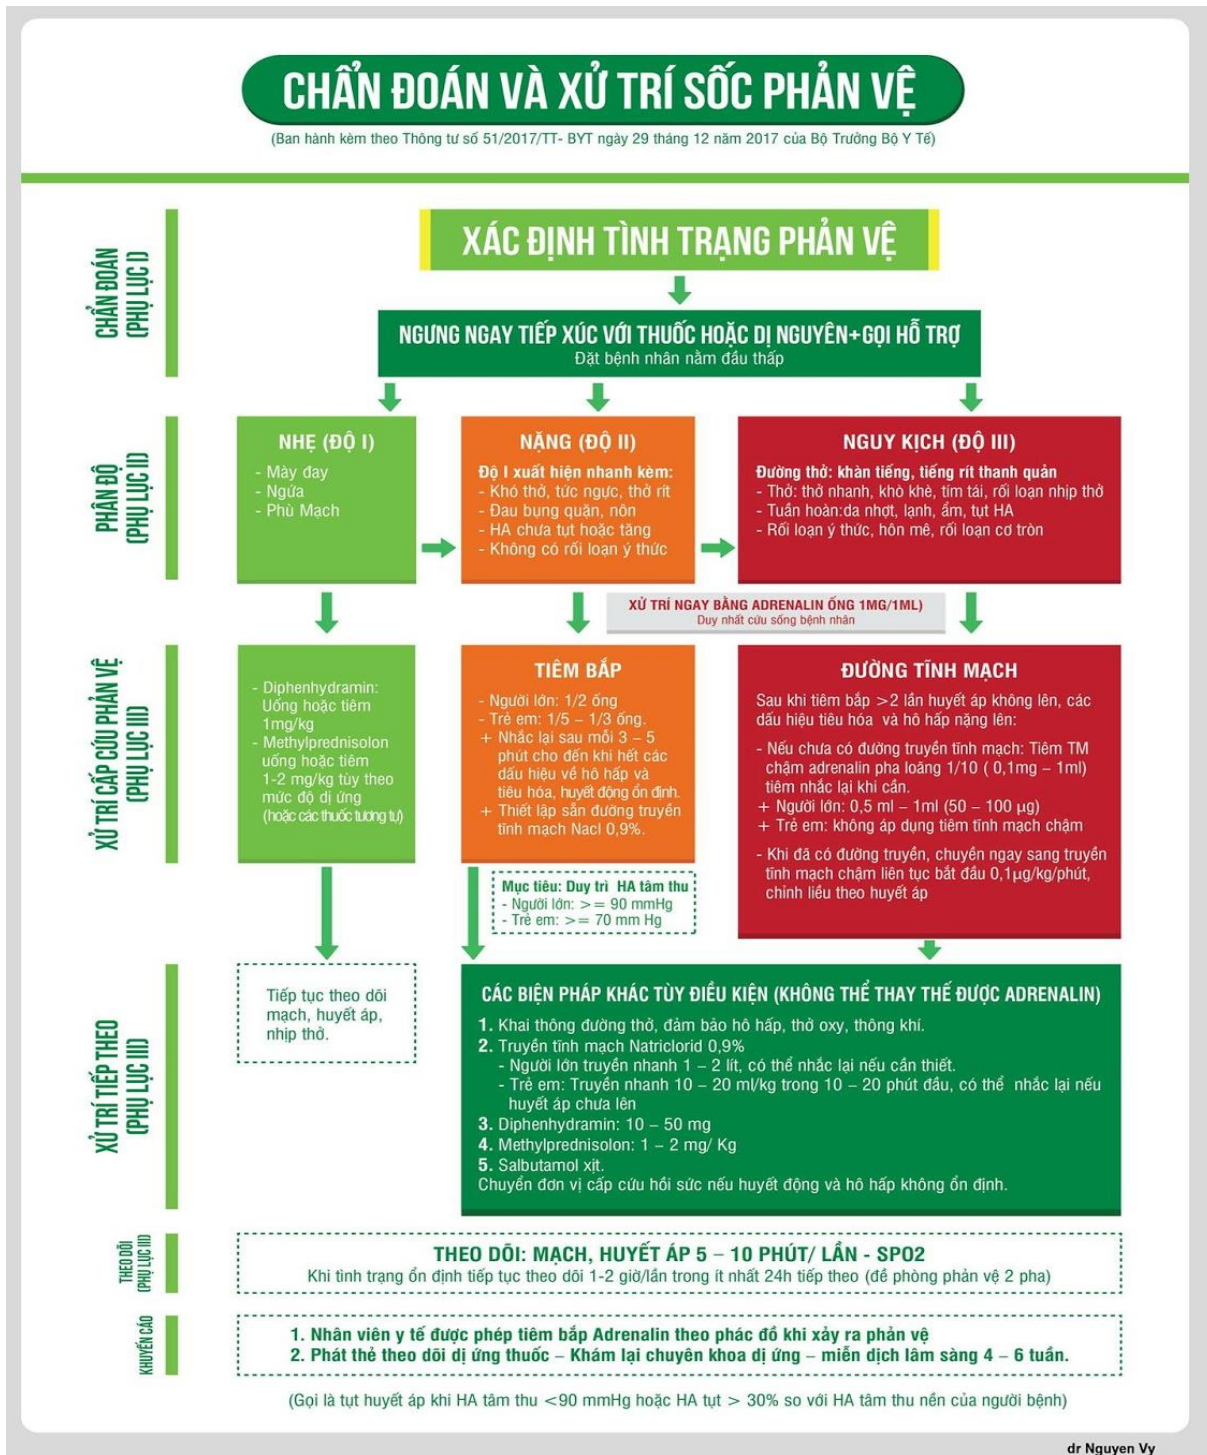 CHẨN ĐOÁN VÀ XỬ TRÍ SỐC PHẢN VỆ
(Ban hành kèm theo Thông tư số 51/2017/TT- BYT ngày 29 tháng 12 năm 2017 của Bộ Trưởng Bộ Y Tế)
CHẨN ĐOÁN
(PHỤ LỤC I)
XÁC ĐỊNH TÌNH TRẠNG PHẢN VỆ
NGƯNG NGAY TIẾP XÚC VỚI THUỐC HOẶC DỊ NGUYÊN+GỌI HỖ TRỢ
Đặt bệnh nhân nằm đầu thấp
PHÂN ĐỘ
(PHỤ LỤC II)
NHẸ (ĐỘ I)
- Mày đay
- Ngứa
- Phù Mạch
NẶNG (ĐỘ II)
Độ I xuất hiện nhanh kèm:
- Khó thở, tức ngực, thở rít
- Đau bụng quặn, nôn
- HA chưa tụt hoặc tăng
- Không có rối loạn ý thức
NGUY KỊCH (ĐỘ III)
Đường thở: khàn tiếng, tiếng rít thanh quản
- Thở: thở nhanh, khò khè, tím tái, rối loạn nhịp thở
- Tuần hoàn:da nhợt, lạnh, ẩm, tụt HA
- Rối loạn ý thức, hôn mê, rối loạn cơ tròn
XỬ TRÍ NGAY BẰNG ADRENALIN ỐNG 1MG/1ML)
Duy nhất cứu sống bệnh nhân
XỬ TRÍ CẤP CỨU PHẢN VỆ
(PHỤ LỤC III)
- Diphenhydramin:
Uống hoặc tiêm
1mg/kg
- Methylprednisolon
uống hoặc tiêm
1-2 mg/kg tùy theo
mức độ dị ứng
(hoặc các thuốc tương tự)
TIÊM BẮP
- Người lớn: 1/2 ống
- Trẻ em: 1/5 – 1/3 ống.
+ Nhắc lại sau mỗi 3 – 5
phút cho đến khi hết các
dấu hiệu về hô hấp và
tiêu hóa, huyết động ổn định.
+ Thiết lập sẵn đường truyền
tĩnh mạch Nacl 0,9%.
ĐƯỜNG TĨNH MẠCH
Sau khi tiêm bắp >2 lần huyết áp không lên, các
dấu hiệu tiêu hóa và hô hấp nặng lên:
- Nếu chưa có đường truyền tĩnh mạch: Tiêm TM
chậm adrenalin pha loãng 1/10 ( 0,1mg – 1ml)
tiêm nhắc lại khi cần.
+ Người lớn: 0,5 ml – 1ml (50 – 100 µg)
+ Trẻ em: không áp dụng tiêm tĩnh mạch chậm
- Khi đã có đường truyền, chuyển ngay sang truyền
tĩnh mạch chậm liên tục bắt đầu 0,1µg/kg/phút,
chỉnh liều theo huyết áp
Mục tiêu: Duy trì HA tâm thu
- Người lớn: >= 90 mmHg
- Trẻ em: >= 70 mm Hg
XỬ TRÍ TIẾP THEO
(PHỤ LỤC III)
Tiếp tục theo dõi
mạch, huyết áp,
nhịp thở.
CÁC BIỆN PHÁP KHÁC TÙY ĐIỀU KIỆN (KHÔNG THỂ THAY THẾ ĐƯỢC ADRENALIN)
1. Khai thông đường thở, đảm bảo hô hấp, thở oxy, thông khí.
2. Truyền tĩnh mạch Natriclorid 0,9%
- Người lớn truyền nhanh 1 – 2 lít, có thể nhắc lại nếu cần thiết.
- Trẻ em: Truyền nhanh 10 – 20 ml/kg trong 10 – 20 phút đầu, có thể nhắc lại nếu
huyết áp chưa lên
3. Diphenhydramin: 10 – 50 mg
4. Methylprednisolon: 1 – 2 mg/ Kg
5. Salbutamol xịt.
Chuyển đơn vị cấp cứu hồi sức nếu huyết động và hô hấp không ổn định.
THEO DÕI
(PHỤ LỤC III)
THEO DÕI: MẠCH, HUYẾT ÁP 5 – 10 PHÚT/ LẦN - SPO2
Khi tình trạng ổn định tiếp tục theo dõi 1-2 giờ/lần trong ít nhất 24h tiếp theo (đề phòng phản vệ 2 pha)
KHUYẾN CÁO
1. Nhân viên y tế được phép tiêm bắp Adrenalin theo phác đồ khi xảy ra phản vệ
2. Phát thẻ theo dõi dị ứng thuốc – Khám lại chuyên khoa dị ứng – miễn dịch lâm sàng 4 – 6 tuần.
(Gọi là tụt huyết áp khi HA tâm thu <90 mmHg hoặc HA tụt > 30% so với HA tâm thu nền của người bệnh)
dr Nguyen Vy